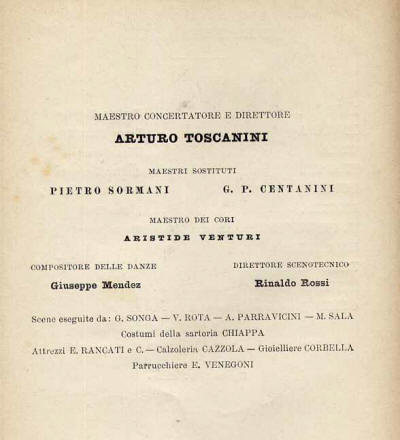 MAESTRO CONCERTATORE E DIRETTORE
ARTURO TOSCANINI
MAESTRI SOSTITUTI
PIETRO SORMANI G. P. CENTANINI
MAESTRO DEI CORI
ARISTIDE VENTURI
COMPOSITORE DELLE DANZE DIRETTORE SCENOTECNICO
Giuseppe Mendez Rinaldo Rossi
Scene eseguite da: G. SONGA — V. ROTA — A. PARRAVICINI — M. SALA
Costumi della sartoria CHIAPPA
Attrezzi E. RANCATI e C. — Calzoleria CAZZOLA — Gioielliere CORBELLA
Parrucchiere E. VENEGONI